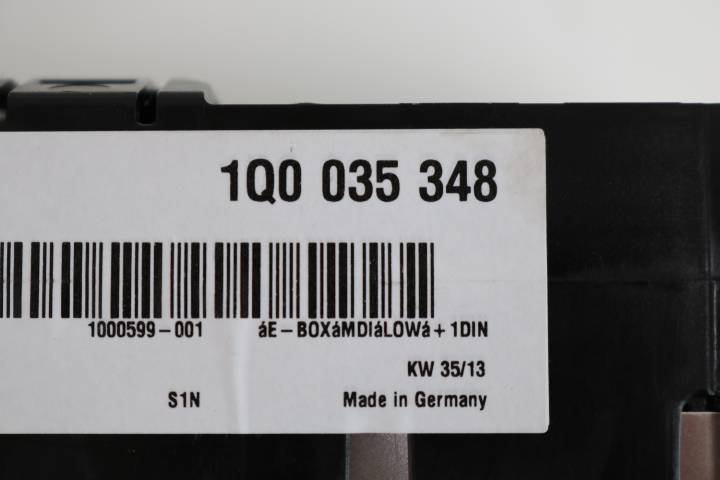 1Q0 035 348
1000599-001 áE-BOXáMDIáLOWá+1DIN
KW 35/13
S1N Made in Germany